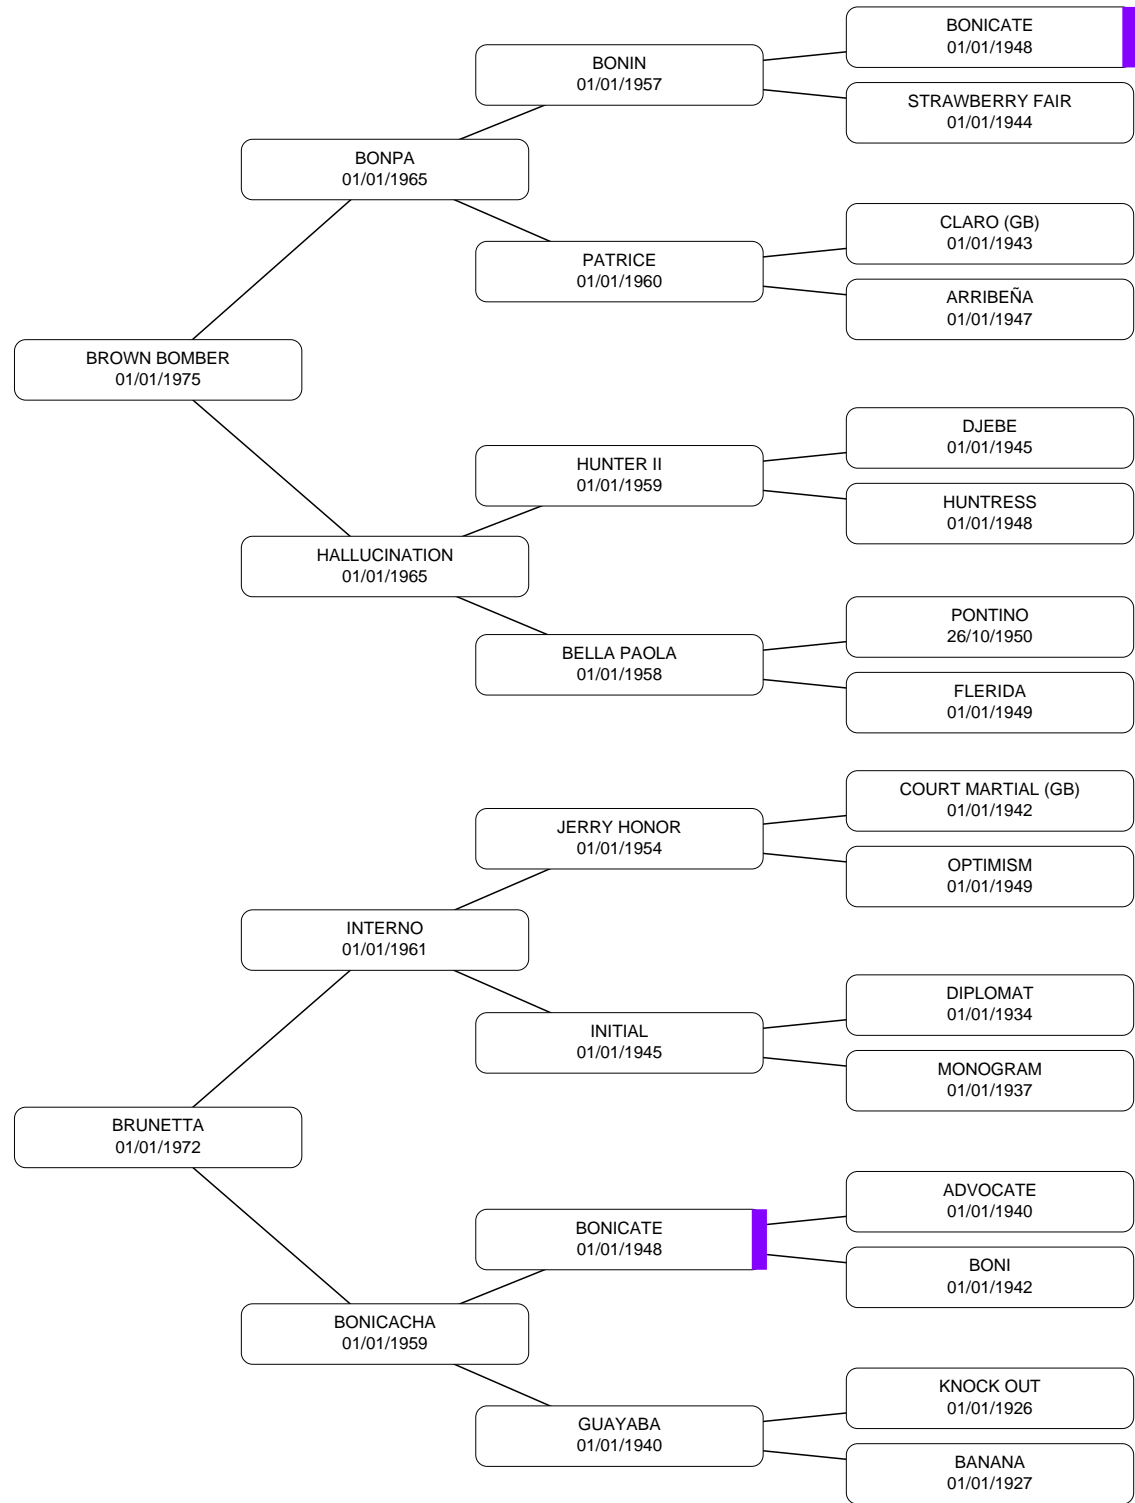 BONICATE
01/01/1948
BONIN
01/01/1957
STRAWBERRY FAIR
01/01/1944
BONPA
01/01/1965
CLARO (GB)
01/01/1943
PATRICE
01/01/1960
ARRIBEÑA
01/01/1947
BROWN BOMBER
01/01/1975
DJEBE
01/01/1945
HUNTER II
01/01/1959
HUNTRESS
01/01/1948
HALLUCINATION
01/01/1965
PONTINO
26/10/1950
BELLA PAOLA
01/01/1958
FLERIDA
01/01/1949
COURT MARTIAL (GB)
01/01/1942
JERRY HONOR
01/01/1954
OPTIMISM
01/01/1949
INTERNO
01/01/1961
DIPLOMAT
01/01/1934
INITIAL
01/01/1945
MONOGRAM
01/01/1937
BRUNETTA
01/01/1972
ADVOCATE
01/01/1940
BONICATE
01/01/1948
BONI
01/01/1942
BONICACHA
01/01/1959
KNOCK OUT
01/01/1926
GUAYABA
01/01/1940
BANANA
01/01/1927